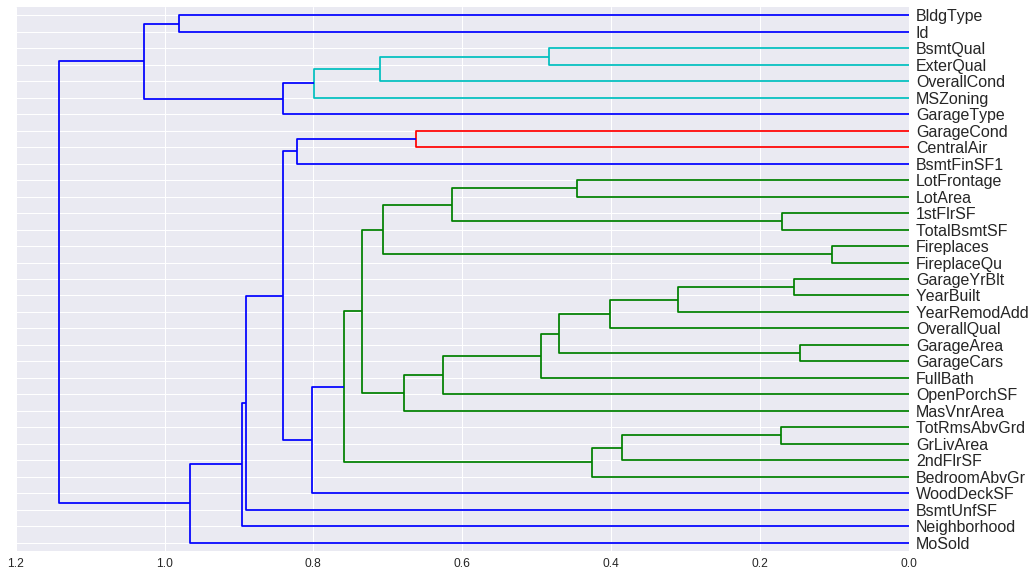 BldgType
Id
BsmtQual
ExterQual
OverallCond
MSZoning
GarageType
GarageCond
CentralAir
BsmtFinSF1
LotFrontage
LotArea
1stFlrSF
TotalBsmtSF
Fireplaces
FireplaceQu
GarageYrBlt
YearBuilt
YearRemodAdd
OverallQual
GarageArea
GarageCars
FullBath
OpenPorchSF
MasVnrArea
TotRmsAbvGrd
GrLivArea
2ndFlrSF
BedroomAbvGr
WoodDeckSF
BsmtUnfSF
Neighborhood
MoSold
1.2 1.0 0.8 0.6 0.4 0.2 0.0